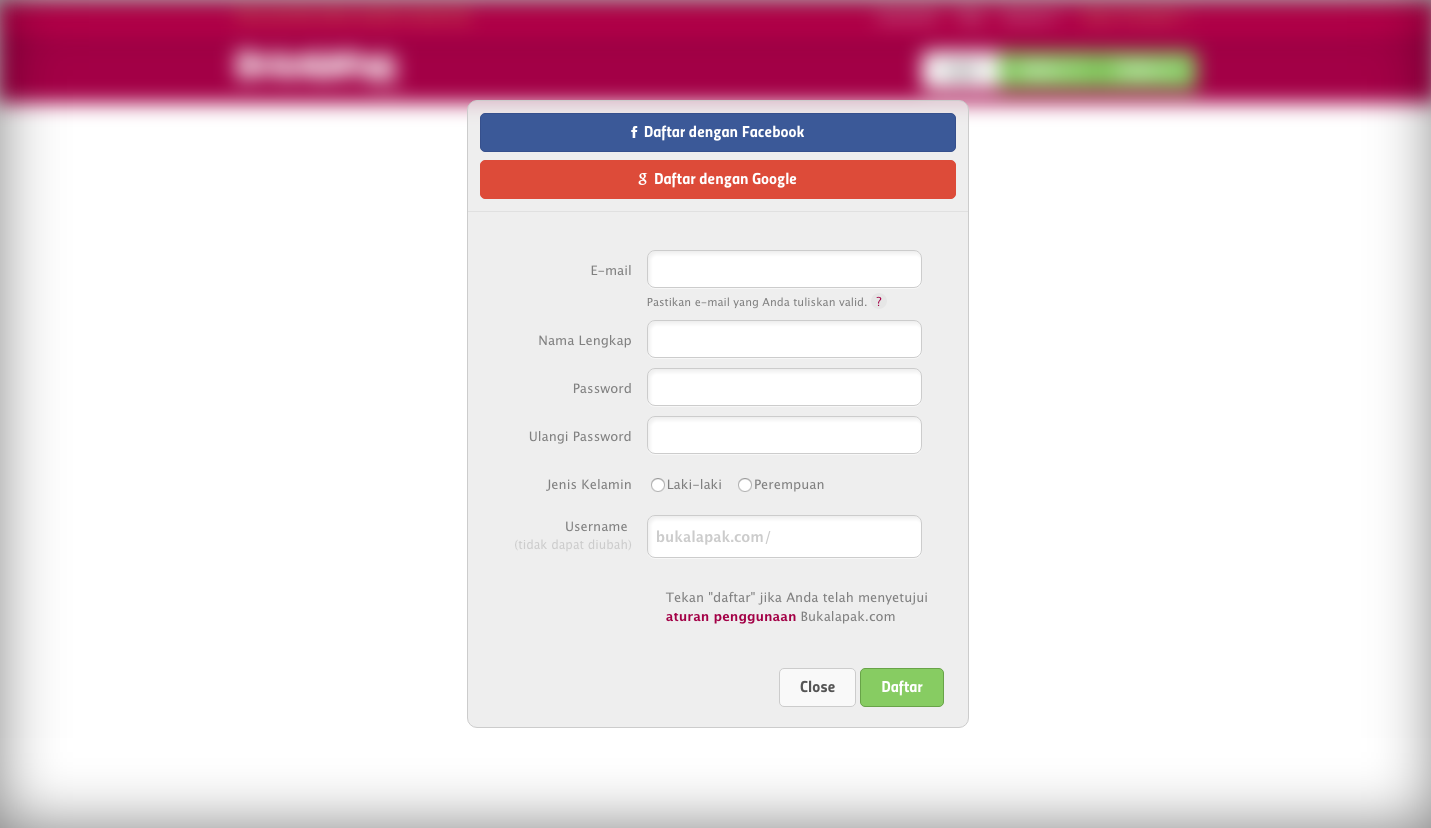 f Daftar dengan Facebook
g Daftar dengan Google
E-mail
Pastikan e-mail yang Anda tuliskan valid. ?
Nama Lengkap
Password
Ulangi Password
Jenis Kelamin Laki-laki Perempuan
Username
(tidak dapat diubah)
bukalapak.com/
Tekan "daftar" jika Anda telah menyetujui
aturan penggunaan Bukalapak.com
Close Daftar